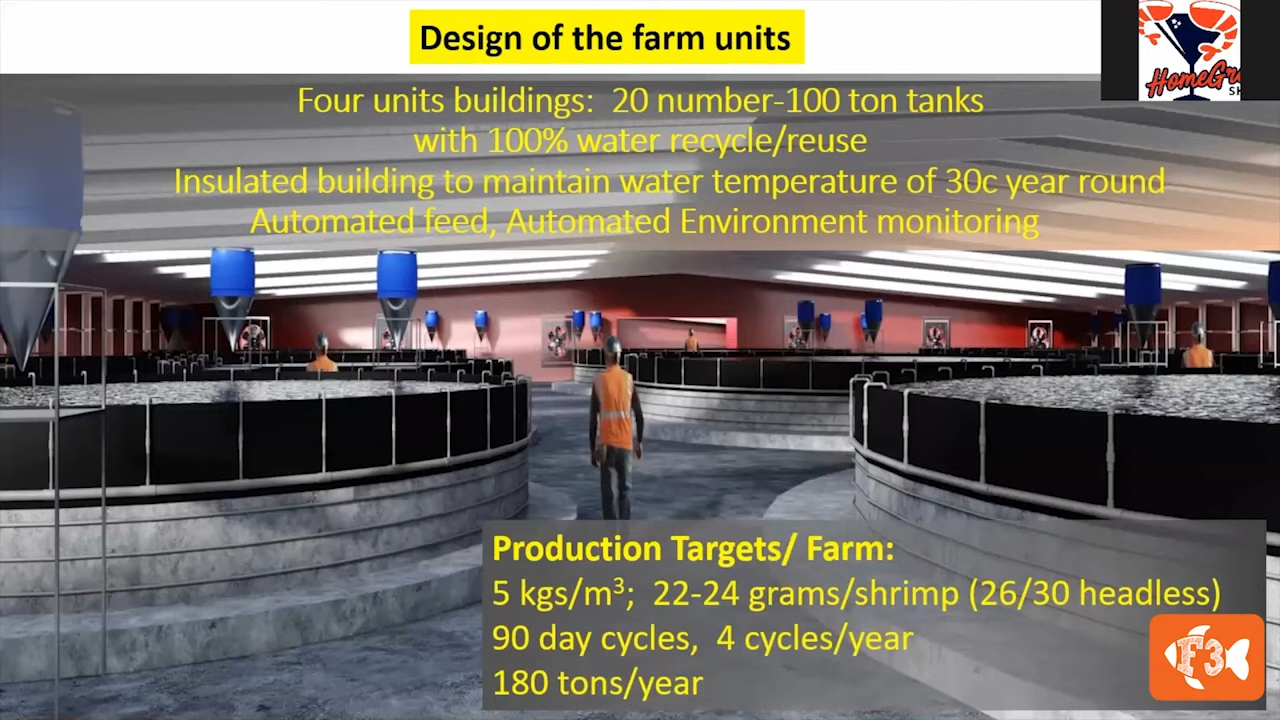 Design of the farm units
Four units buildings: 20 number-100 ton tanks
with 100% water recycle/reuse
Insulated building to maintain water temperature of 30c year round
Automated feed, Automated Environment monitoring
Production Targets/ Farm:
5 kgs/m³; 22-24 grams/shrimp (26/30 headless)
90 day cycles, 4 cycles/year
180 tons/year
F3